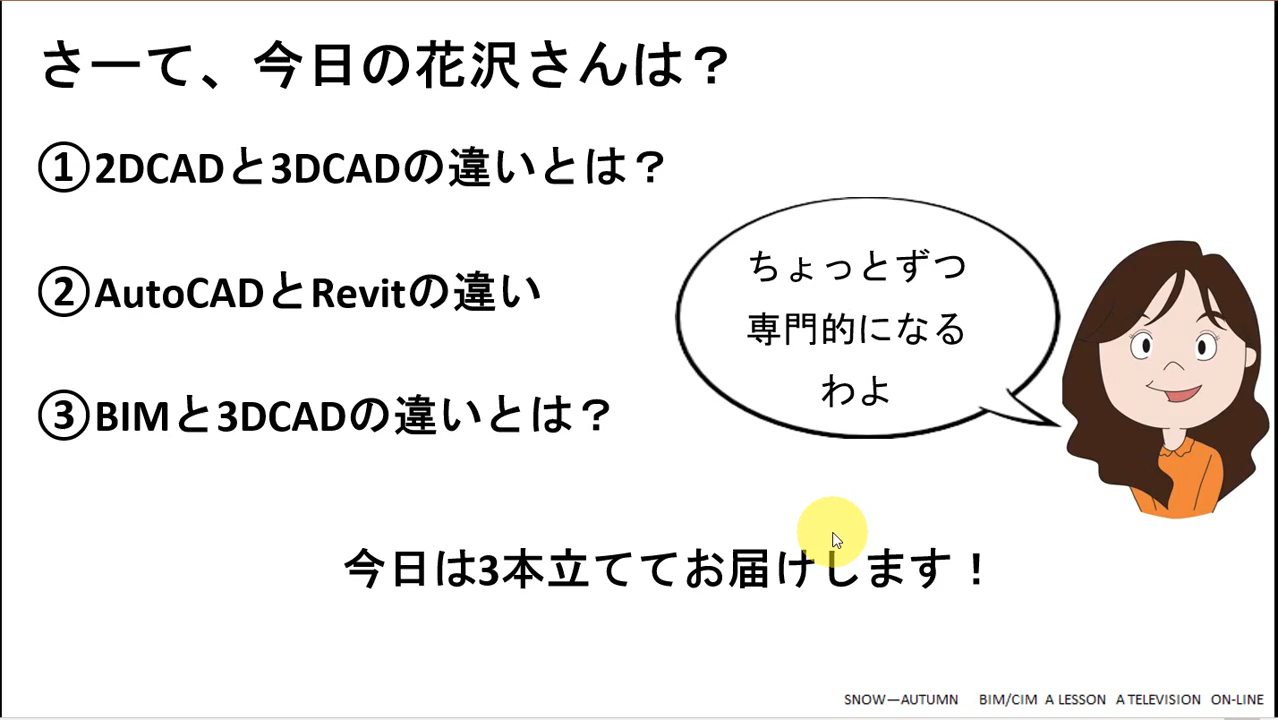 さーて、今日の花沢さんは？
①2DCADと3DCADの違いとは？
②AutoCADとRevitの違い
③BIMと3DCADの違いとは？
ちょっとずつ
専門的になる
わよ
今日は3本立ててお届けします！
SNOW―AUTUMN BIM/CIM A LESSON A TELEVISION ON-LINE